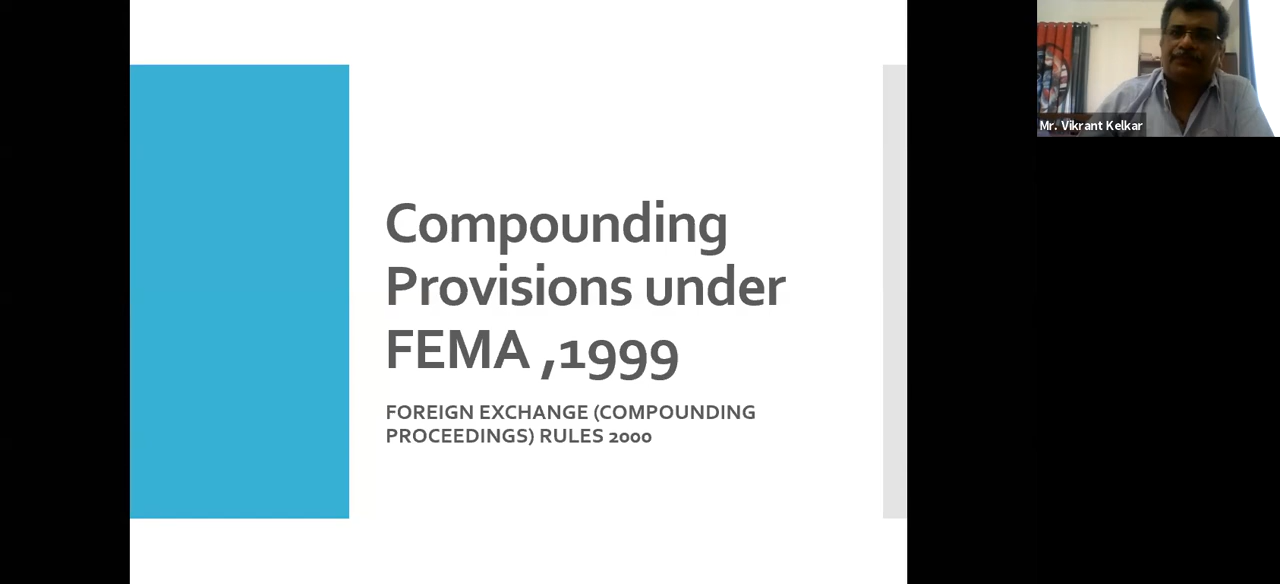 Compounding
Provisions under
FEMA ,1999
FOREIGN EXCHANGE (COMPOUNDING
PROCEEDINGS) RULES 2000
Mr. Vikrant Kelkar